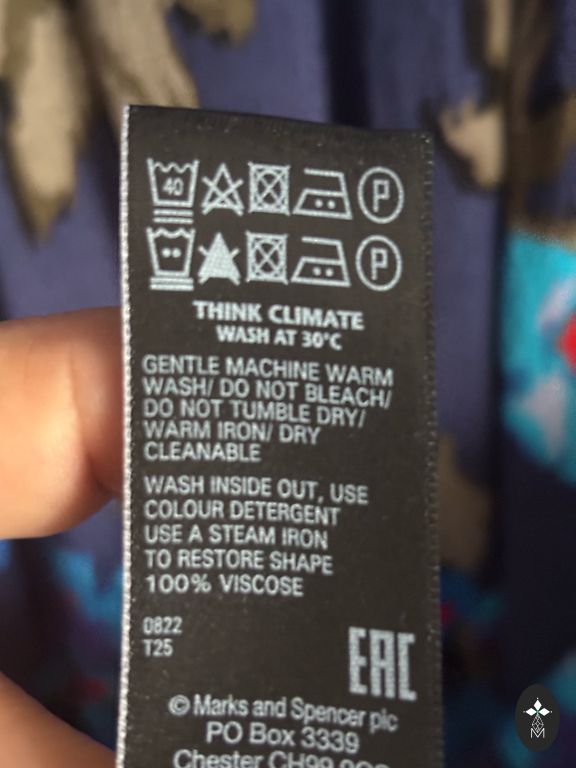 40 P
P
THINK CLIMATE
WASH AT 30°C
GENTLE MACHINE WARM
WASH/ DO NOT BLEACH/
DO NOT TUMBLE DRY/
WARM IRON/ DRY
CLEANABLE
WASH INSIDE OUT, USE
COLOUR DETERGENT
USE A STEAM IRON
TO RESTORE SHAPE
100% VISCOSE
0822
T25
EAC
© Marks and Spencer plc
PO Box 3339
Chester CH99
M